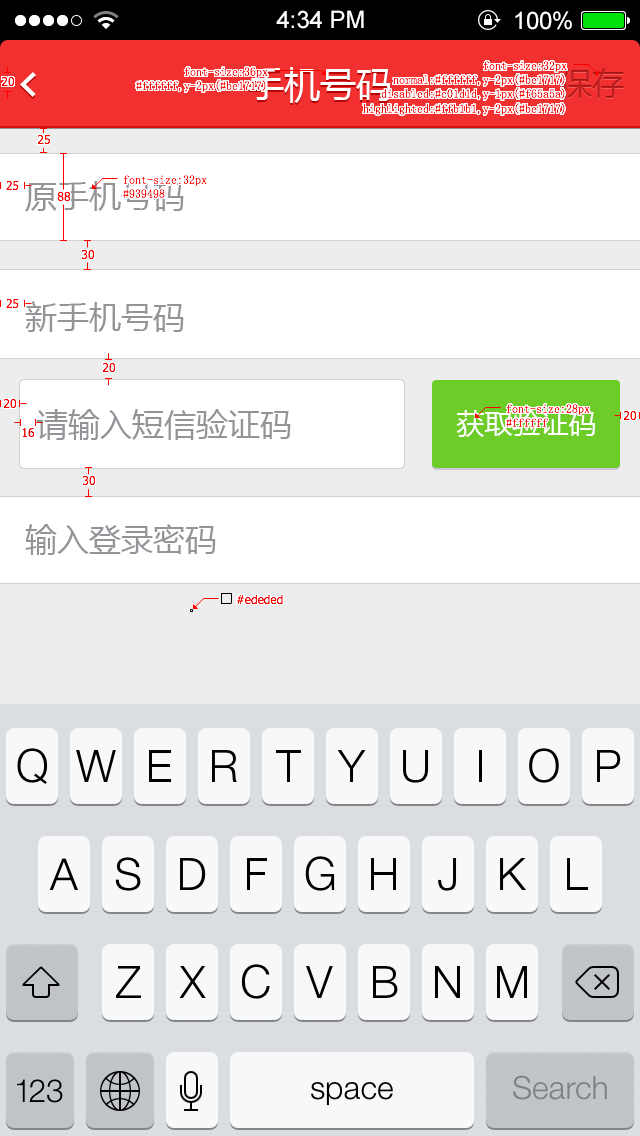 4:34 PM 100%
手机号码 保存
font-size:36px
#ffffff,y-2px(#be1717)
font-size:32px
normal:#ffffff,y-2px(#be1717)
disabled:#c01d1d,y-1px(#f65a5a)
highlighted:#ffb1b1,y-2px(#be1717)
20
25
25
88
原手机号码
font-size:32px
#939498
30
25
新手机号码
20
20
16
请输入短信验证码
获取验证码
font-size:28px
#ffffff
20
30
输入登录密码
#ededed
Q W E R T Y U I O P
A S D F G H J K L
Z X C V B N M
123 space Search